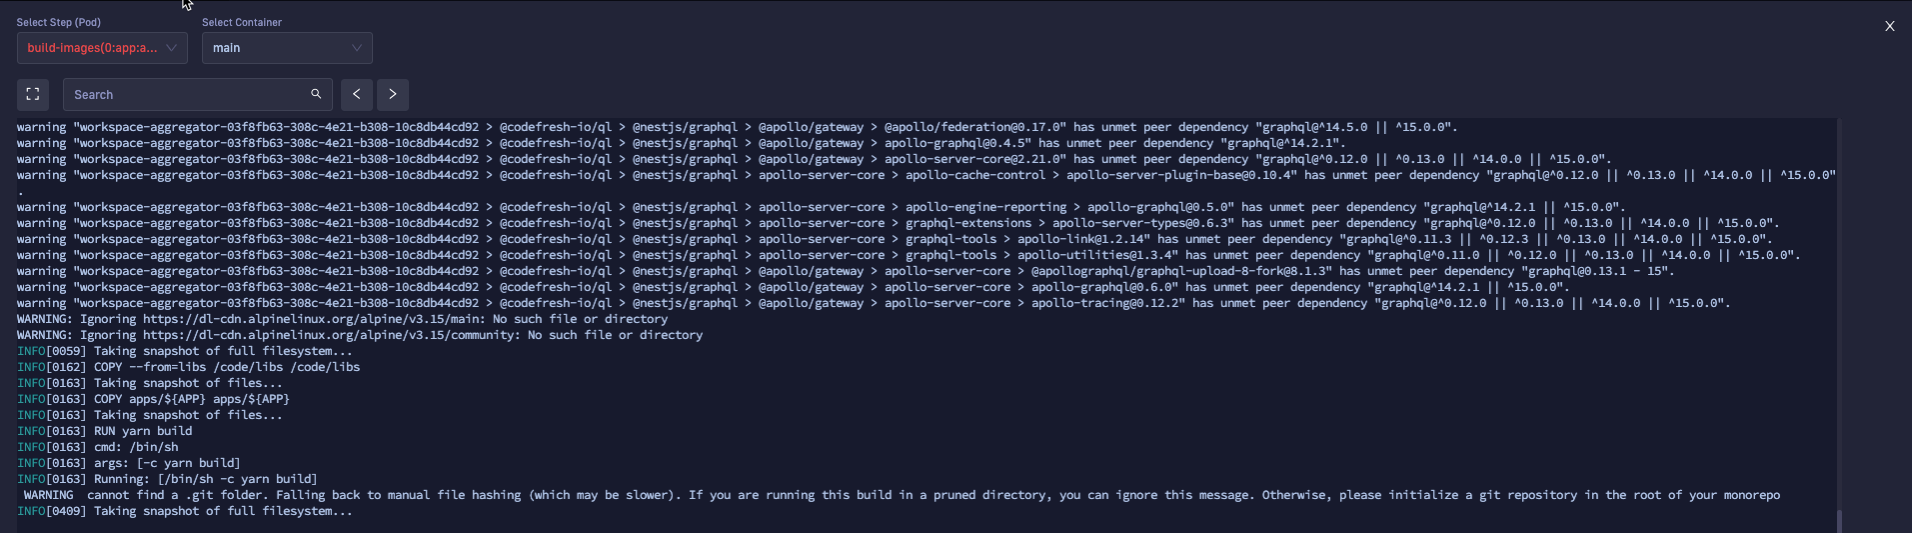 Select Step (Pod)
Select Container
build-images(0:app:a...
main
X
Search
< >
warning "workspace-aggregator-03f8fb63-308c-4e21-b308-10c8db44cd92 > @codefresh-io/ql > @nestjs/graphql > @apollo/gateway > @apollo/federation@0.17.0" has unmet peer dependency "graphql@^14.5.0 || ^15.0.0".
warning "workspace-aggregator-03f8fb63-308c-4e21-b308-10c8db44cd92 > @codefresh-io/ql > @nestjs/graphql > @apollo/gateway > apollo-graphql@0.4.5" has unmet peer dependency "graphql@^14.2.1".
warning "workspace-aggregator-03f8fb63-308c-4e21-b308-10c8db44cd92 > @codefresh-io/ql > @nestjs/graphql > @apollo/gateway > apollo-server-core@2.21.0" has unmet peer dependency "graphql@^0.12.0 || ^0.13.0 || ^14.0.0 || ^15.0.0".
warning "workspace-aggregator-03f8fb63-308c-4e21-b308-10c8db44cd92 > @codefresh-io/ql > @nestjs/graphql > apollo-server-core > apollo-cache-control > apollo-server-plugin-base@0.10.4" has unmet peer dependency "graphql@^0.12.0 || ^0.13.0 || ^14.0.0 || ^15.0.0"
.
warning "workspace-aggregator-03f8fb63-308c-4e21-b308-10c8db44cd92 > @codefresh-io/ql > @nestjs/graphql > apollo-server-core > apollo-engine-reporting > apollo-graphql@0.5.0" has unmet peer dependency "graphql@^14.2.1 || ^15.0.0".
warning "workspace-aggregator-03f8fb63-308c-4e21-b308-10c8db44cd92 > @codefresh-io/ql > @nestjs/graphql > apollo-server-core > graphql-extensions > apollo-server-types@0.6.3" has unmet peer dependency "graphql@^0.12.0 || ^0.13.0 || ^14.0.0 || ^15.0.0".
warning "workspace-aggregator-03f8fb63-308c-4e21-b308-10c8db44cd92 > @codefresh-io/ql > @nestjs/graphql > apollo-server-core > graphql-tools > apollo-link@1.2.14" has unmet peer dependency "graphql@^0.11.3 || ^0.12.3 || ^0.13.0 || ^14.0.0 || ^15.0.0".
warning "workspace-aggregator-03f8fb63-308c-4e21-b308-10c8db44cd92 > @codefresh-io/ql > @nestjs/graphql > apollo-server-core > graphql-tools > apollo-utilities@1.3.4" has unmet peer dependency "graphql@^0.11.0 || ^0.12.0 || ^0.13.0 || ^14.0.0 || ^15.0.0".
warning "workspace-aggregator-03f8fb63-308c-4e21-b308-10c8db44cd92 > @codefresh-io/ql > @nestjs/graphql > @apollo/gateway > apollo-server-core > @apollographql/graphql-upload-8-fork@8.1.3" has unmet peer dependency "graphql@0.13.1 - 15".
warning "workspace-aggregator-03f8fb63-308c-4e21-b308-10c8db44cd92 > @codefresh-io/ql > @nestjs/graphql > @apollo/gateway > apollo-server-core > apollo-graphql@0.6.0" has unmet peer dependency "graphql@^14.2.1 || ^15.0.0".
warning "workspace-aggregator-03f8fb63-308c-4e21-b308-10c8db44cd92 > @codefresh-io/ql > @nestjs/graphql > @apollo/gateway > apollo-server-core > apollo-tracing@0.12.2" has unmet peer dependency "graphql@^0.12.0 || ^0.13.0 || ^14.0.0 || ^15.0.0".
WARNING: Ignoring https://dl-cdn.alpinelinux.org/alpine/v3.15/main: No such file or directory
WARNING: Ignoring https://dl-cdn.alpinelinux.org/alpine/v3.15/community: No such file or directory
INFO[0059] Taking snapshot of full filesystem...
INFO[0162] COPY --from=libs /code/libs /code/libs
INFO[0163] Taking snapshot of files...
INFO[0163] COPY apps/${APP} apps/${APP}
INFO[0163] Taking snapshot of files...
INFO[0163] RUN yarn build
INFO[0163] cmd: /bin/sh
INFO[0163] args: [-c yarn build]
INFO[0163] Running: [/bin/sh -c yarn build]
WARNING  cannot find a .git folder. Falling back to manual file hashing (which may be slower). If you are running this build in a pruned directory, you can ignore this message. Otherwise, please initialize a git repository in the root of your monorepo
INFO[0409] Taking snapshot of full filesystem...